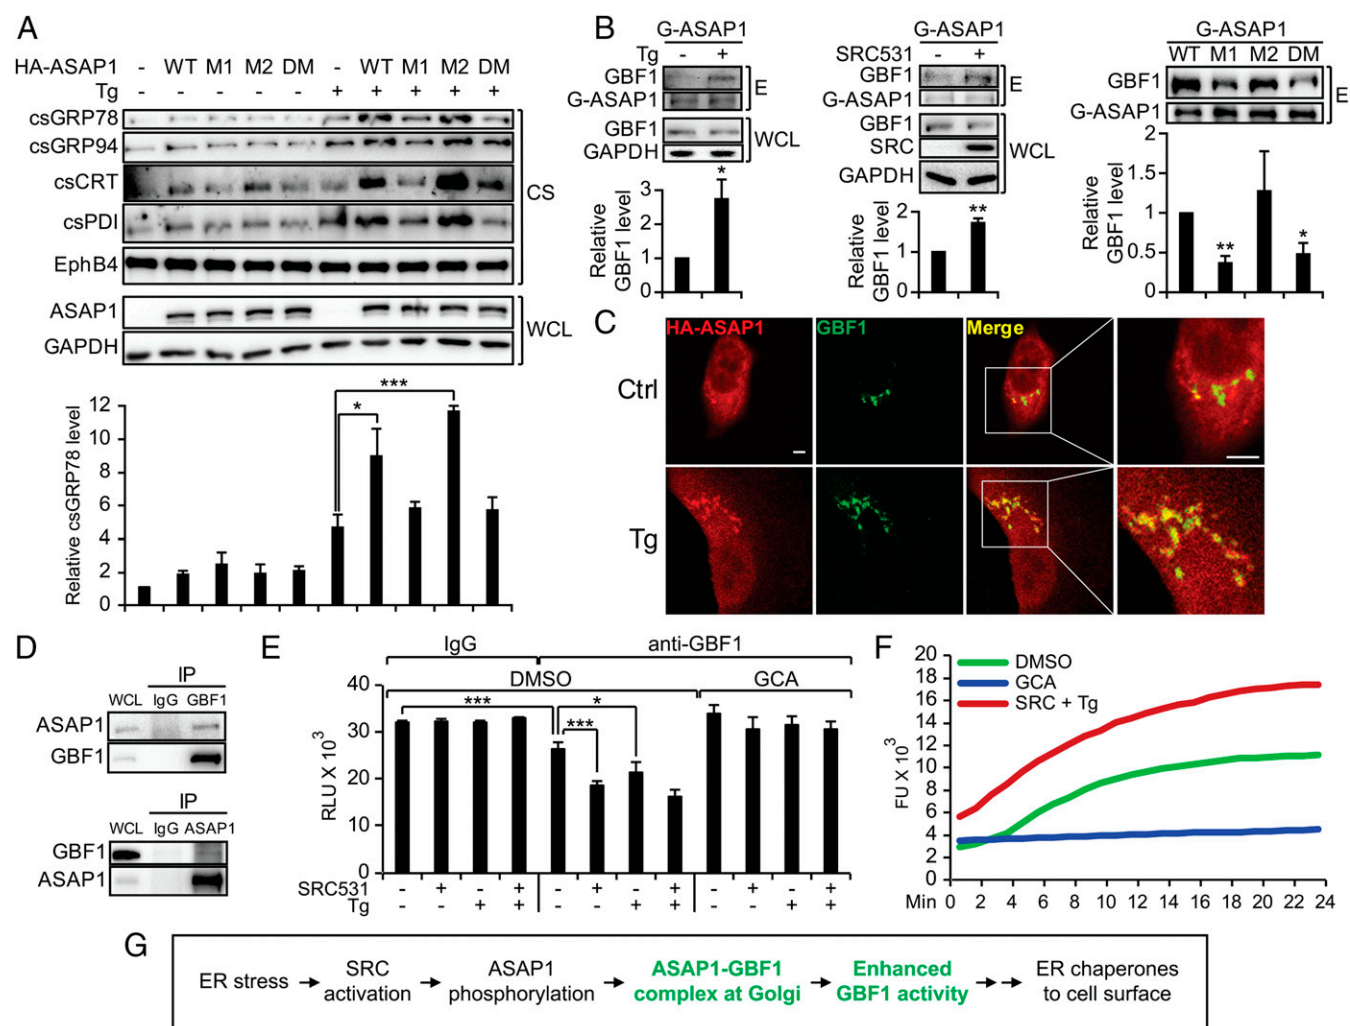 A
HA-ASAP1 - WT M1 M2 DM - WT M1 M2 DM
Tg - - - - - + + + + +
csGRP78
csGRP94
csCRT
csPDI
EphB4
CS
ASAP1
GAPDH
WCL
Relative csGRP78 level
12
10
8
6
4
2
0
*
***
B
G-ASAP1
Tg - +
GBF1
G-ASAP1
E
GBF1
GAPDH
WCL
Relative
GBF1 level
3
2
1
0
*
G-ASAP1
SRC531 - +
GBF1
G-ASAP1
E
GBF1
SRC
GAPDH
WCL
Relative
GBF1 level
2
1
0
**
G-ASAP1
WT M1 M2 DM
GBF1
G-ASAP1
E
Relative
GBF1 level
2
1.5
1
0.5
0
**
*
C
HA-ASAP1 GBF1 Merge
Ctrl
Tg
D
IP
WCL IgG GBF1
ASAP1
GBF1
IP
WCL IgG ASAP1
GBF1
ASAP1
E
IgG anti-GBF1
DMSO GCA
RLU X 10³
40
30
20
10
0
***
***
*
SRC531 - + - + - + - + - + - +
Tg - - + + - - + + - - + +
F
DMSO
GCA
SRC + Tg
FU X 10³
20
18
16
14
12
10
8
6
4
2
0
Min 0 2 4 6 8 10 12 14 16 18 20 22 24
G
ER stress → SRC → ASAP1 → ASAP1-GBF1 → Enhanced →→ ER chaperones
activation phosphorylation complex at Golgi GBF1 activity to cell surface